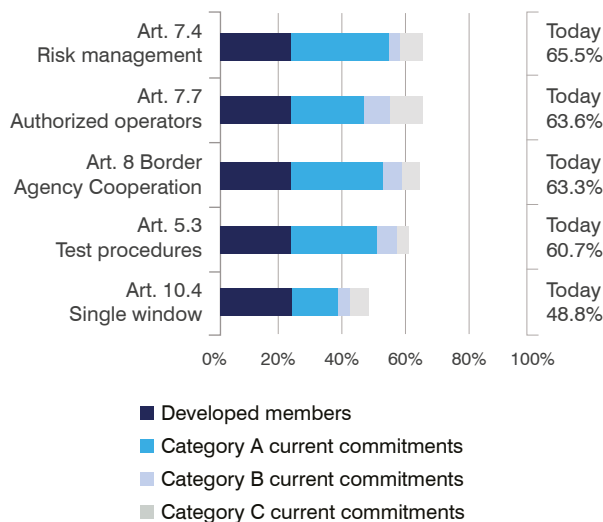 Art. 7.4
Risk management
Today
65.5%
Art. 7.7
Authorized operators
Today
63.6%
Art. 8 Border
Agency Cooperation
Today
63.3%
Art. 5.3
Test procedures
Today
60.7%
Art. 10.4
Single window
Today
48.8%
0% 20% 40% 60% 80% 100%
Developed members
Category A current commitments
Category B current commitments
Category C current commitments